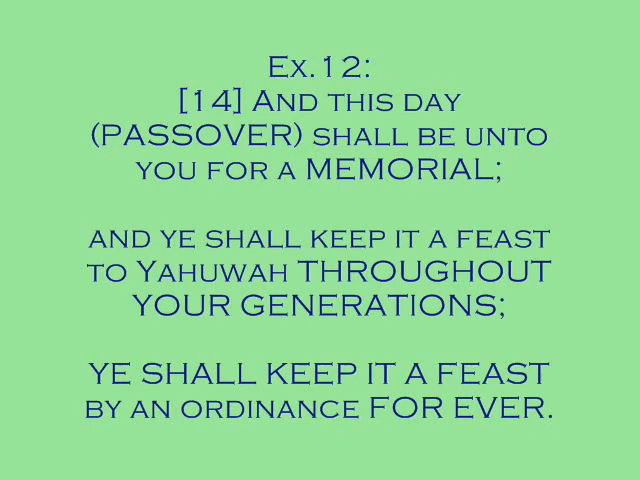 Ex.12:
[14] And this day
(PASSOVER) shall be unto
you for a MEMORIAL;
and ye shall keep it a feast
to Yahuwah THROUGHOUT
YOUR GENERATIONS;
YE SHALL KEEP IT A FEAST
by an ordinance FOR EVER.